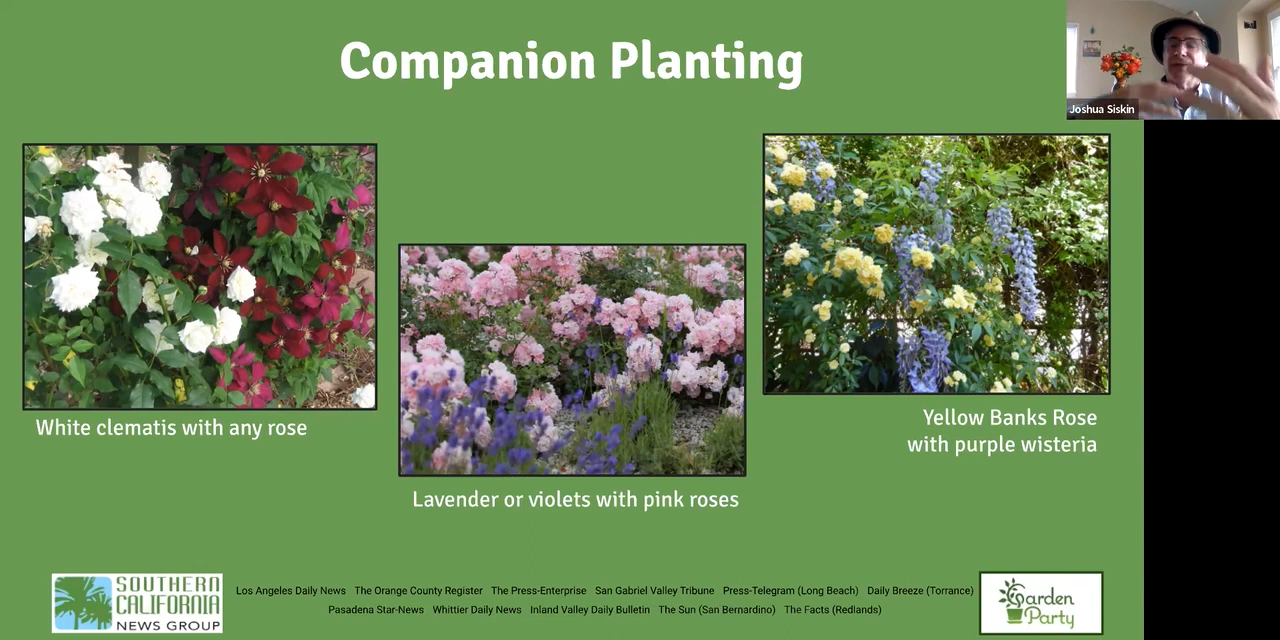 Companion Planting
Joshua Siskin
White clematis with any rose
Lavender or violets with pink roses
Yellow Banks Rose
with purple wisteria
SOUTHERN
CALIFORNIA
NEWS GROUP
Los Angeles Daily News The Orange County Register The Press-Enterprise San Gabriel Valley Tribune Press-Telegram (Long Beach) Daily Breeze (Torrance)
Pasadena Star-News Whittier Daily News Inland Valley Daily Bulletin The Sun (San Bernardino) The Facts (Redlands)
Garden
Party